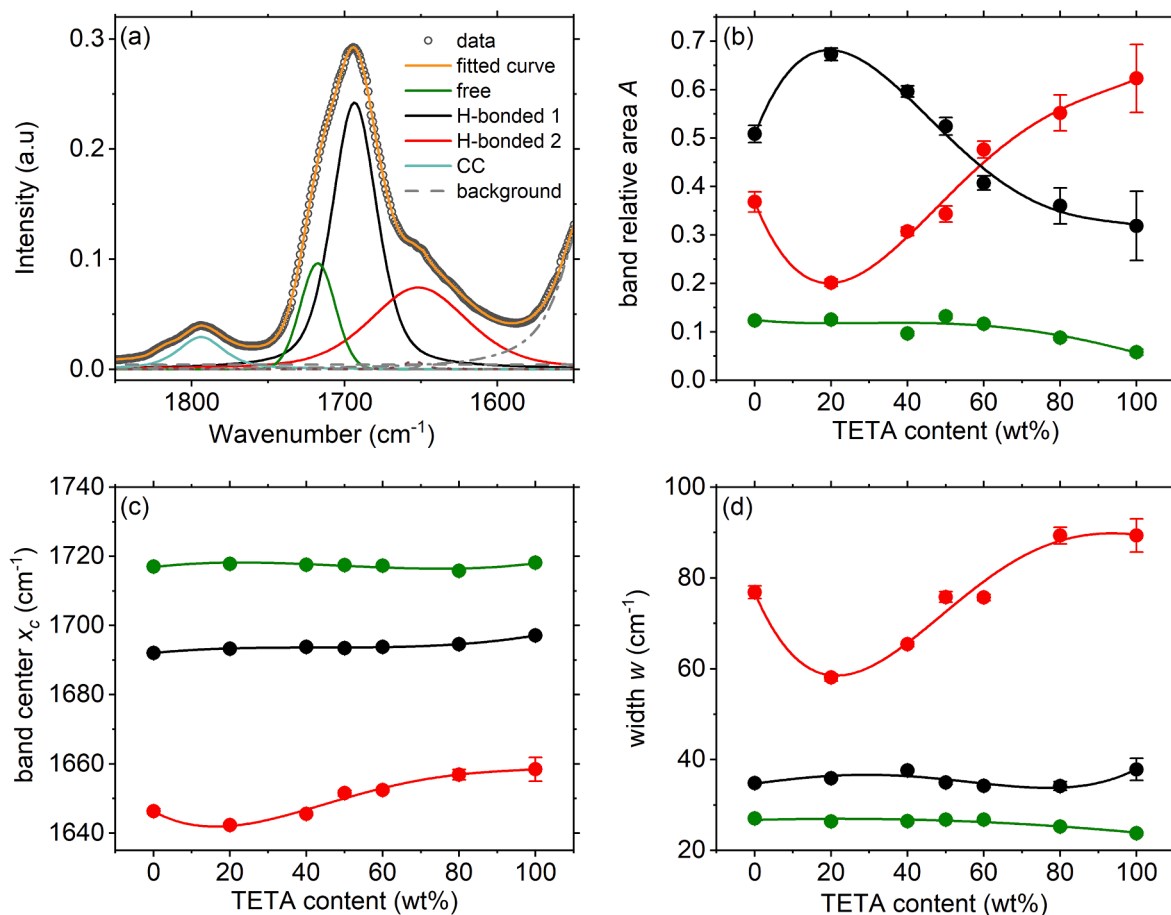 (a)
0.3
0.2
0.1
0.0
Intensity (a.u)
data
fitted curve
free
H-bonded 1
H-bonded 2
CC
background
1800
1700
1600
Wavenumber (cm-1)
(b)
0.7
0.6
0.5
0.4
0.3
0.2
0.1
0.0
band relative area A
0
20
40
60
80
100
TETA content (wt%)
(c)
1740
1720
1700
1680
1660
1640
band center xc (cm-1)
0
20
40
60
80
100
TETA content (wt%)
(d)
100
80
60
40
20
width w (cm-1)
0
20
40
60
80
100
TETA content (wt%)